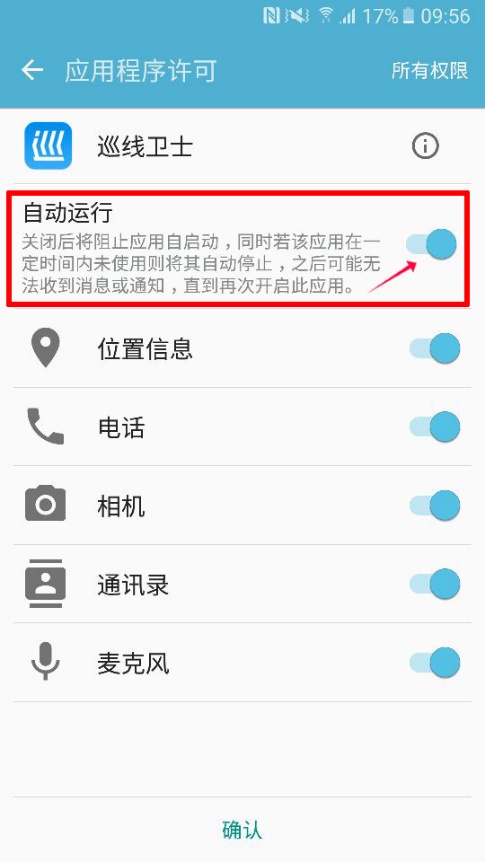 17% 09:56
应用程序许可
所有权限
巡线卫士
自动运行
关闭后将阻止应用自启动，同时若该应用在一
定时间内未使用则将其自动停止，之后可能无
法收到消息或通知，直到再次开启此应用。
位置信息
电话
相机
通讯录
麦克风
确认